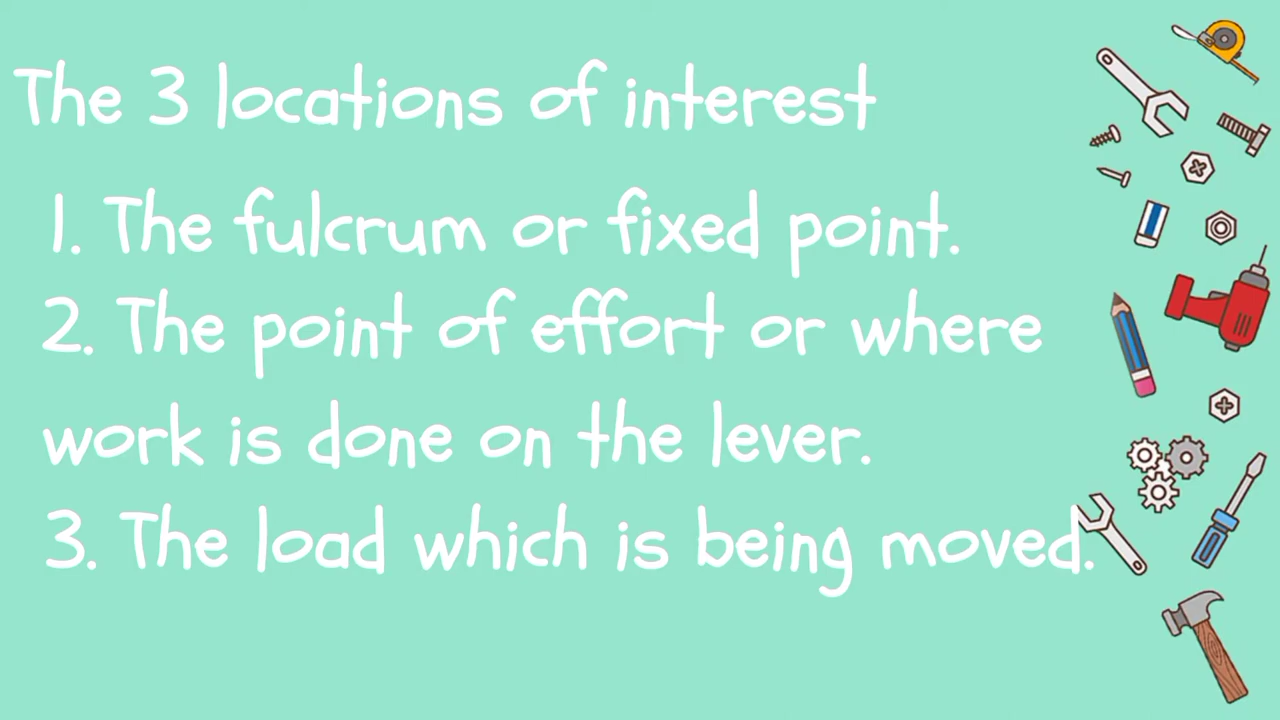 The 3 locations of interest
1. The fulcrum or fixed point.
2. The point of effort or where
work is done on the lever.
3. The load which is being moved.